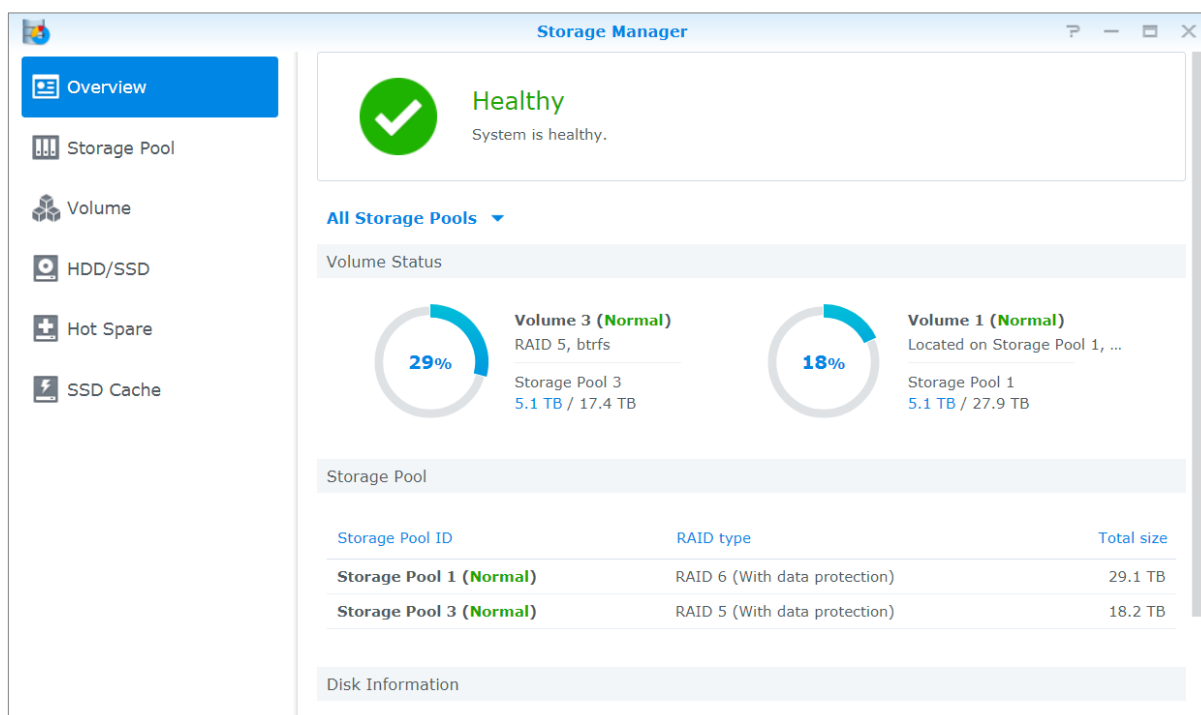 Storage Manager
Overview
Storage Pool
Volume
HDD/SSD
Hot Spare
SSD Cache
Healthy
System is healthy.
All Storage Pools
Volume Status
29%
Volume 3 (Normal)
RAID 5, btrfs
Storage Pool 3
5.1 TB / 17.4 TB
18%
Volume 1 (Normal)
Located on Storage Pool 1, ...
Storage Pool 1
5.1 TB / 27.9 TB
Storage Pool
Storage Pool ID RAID type Total size
Storage Pool 1 (Normal) RAID 6 (With data protection) 29.1 TB
Storage Pool 3 (Normal) RAID 5 (With data protection) 18.2 TB
Disk Information